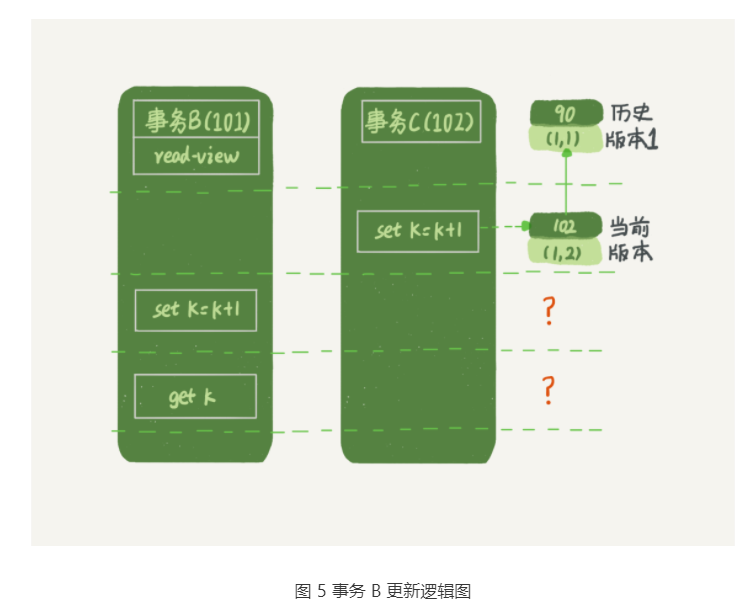 事务B(101)
read-view
事务C(102)
90
(1,1)
历史
版本1
set k=k+1
102
(1,2)
当前
版本
set k=k+1
?
get k
?
图 5 事务 B 更新逻辑图